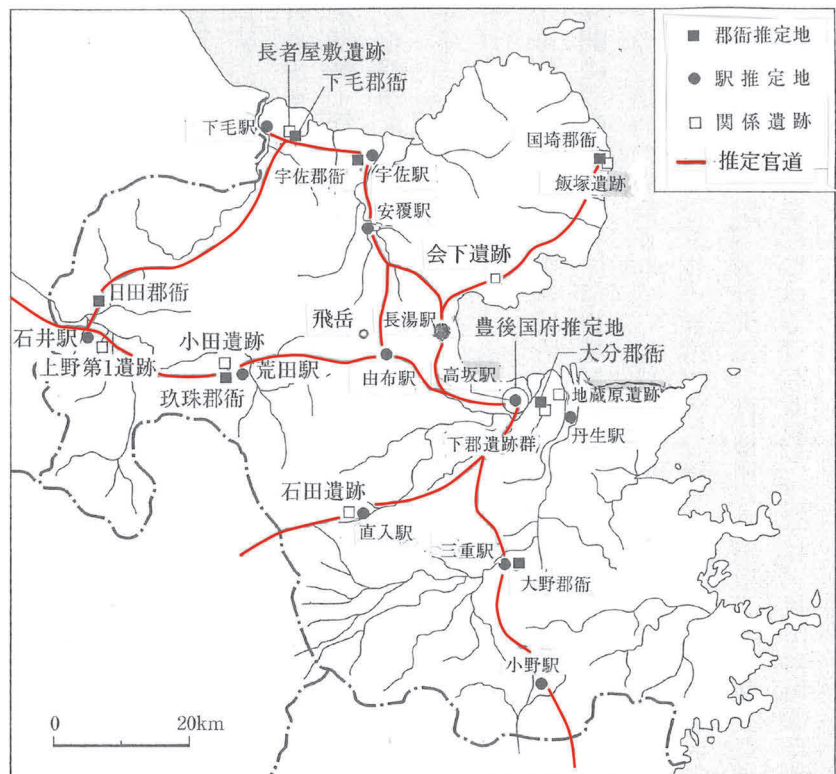 郡衙推定地
駅推定地
関係遺跡
推定官道
長者屋敷遺跡
下毛郡衙
下毛駅
宇佐郡衙
宇佐駅
国埼郡衙
飯塚遺跡
安覆駅
会下遺跡
日田郡衙
石井駅
上野第1遺跡
小田遺跡
荒田駅
玖珠郡衙
飛岳
長湯駅
由布駅
高坂駅
豊後国府推定地
大分郡衙
地蔵原遺跡
丹生駅
下郡遺跡群
石田遺跡
直入駅
三重駅
大野郡衙
小野駅
0 20km